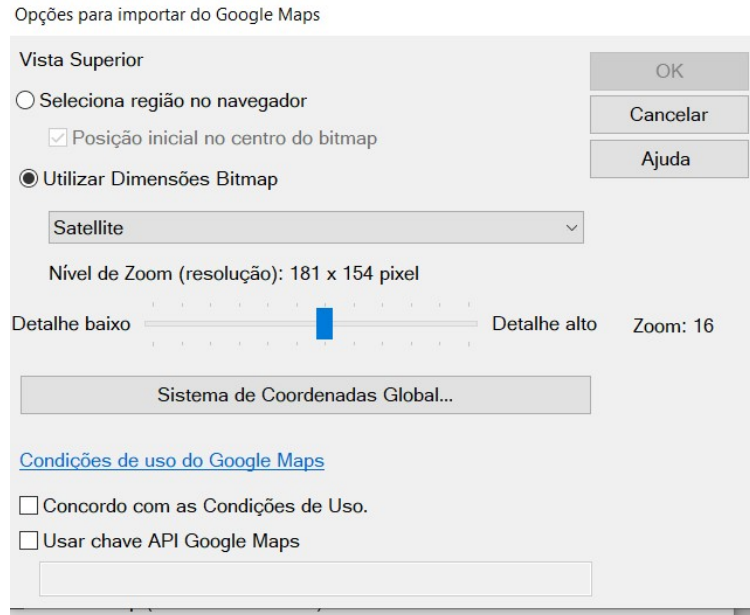 Opções para importar do Google Maps
Vista Superior
OK
Seleciona região no navegador
Cancelar
Posição inicial no centro do bitmap
Ajuda
Utilizar Dimensões Bitmap
Satellite
Nível de Zoom (resolução): 181 x 154 pixel
Detalhe baixo
Detalhe alto
Zoom: 16
Sistema de Coordenadas Global...
Condições de uso do Google Maps
Concordo com as Condições de Uso.
Usar chave API Google Maps